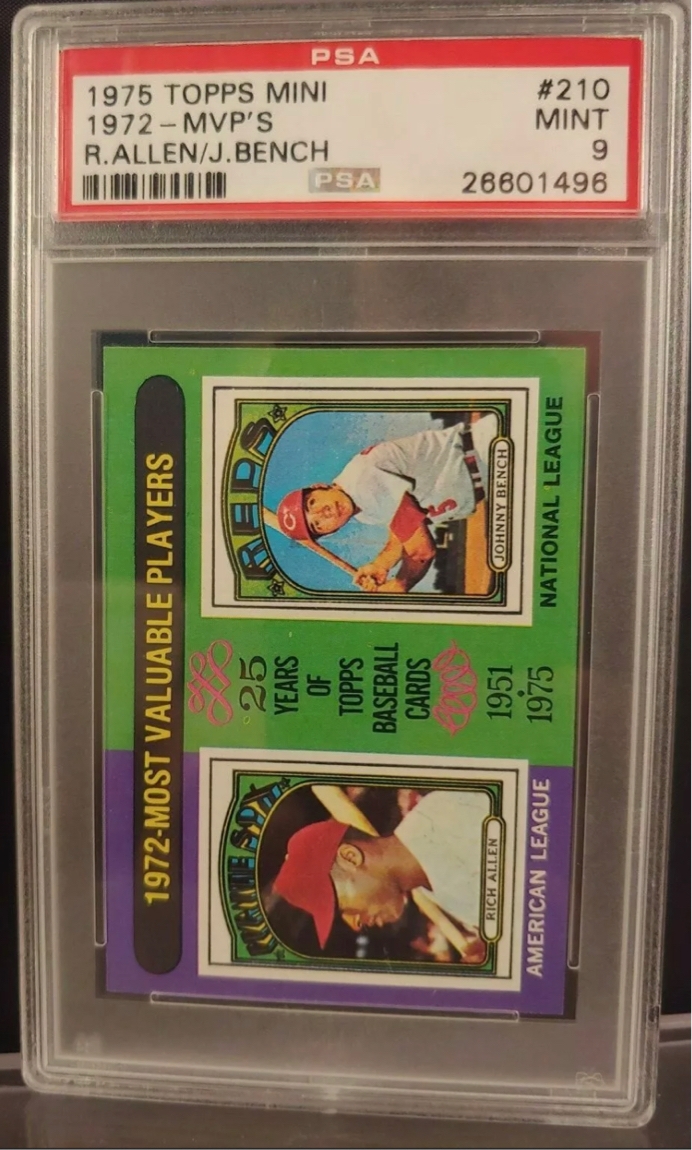 PSA
1975 TOPPS MINI #210
1972-MVP'S MINT
R.ALLEN/J.BENCH 9
PSA 26601496
1972-MOST VALUABLE PLAYERS
WHITE SOX
RICH ALLEN
AMERICAN LEAGUE
25
YEARS
OF
TOPPS
BASEBALL
CARDS
1951
•
1975
REDS
C
5
JOHNNY BENCH
NATIONAL LEAGUE